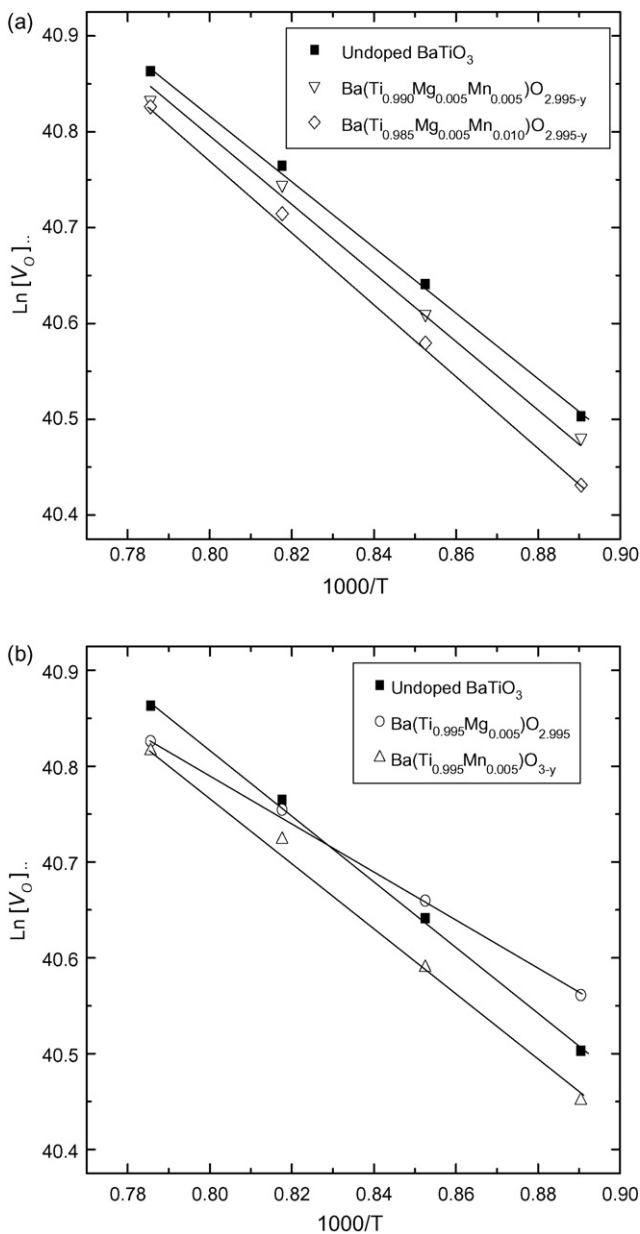 (a)
40.9
40.8
40.7
40.6
40.5
40.4
Ln [V_O]..
Undoped BaTiO₃
Ba(Ti₀.₉₉₀Mg₀.₀₀₅Mn₀.₀₀₅)O₂.₉₉₅₋y
Ba(Ti₀.₉₈₅Mg₀.₀₀₅Mn₀.₀₁₀)O₂.₉₉₅₋y
0.78 0.80 0.82 0.84 0.86 0.88 0.90
1000/T
(b)
40.9
40.8
40.7
40.6
40.5
40.4
Ln [V_O]..
Undoped BaTiO₃
Ba(Ti₀.₉₉₅Mg₀.₀₀₅)O₂.₉₉₅
Ba(Ti₀.₉₉₅Mn₀.₀₀₅)O₃₋y
0.78 0.80 0.82 0.84 0.86 0.88 0.90
1000/T